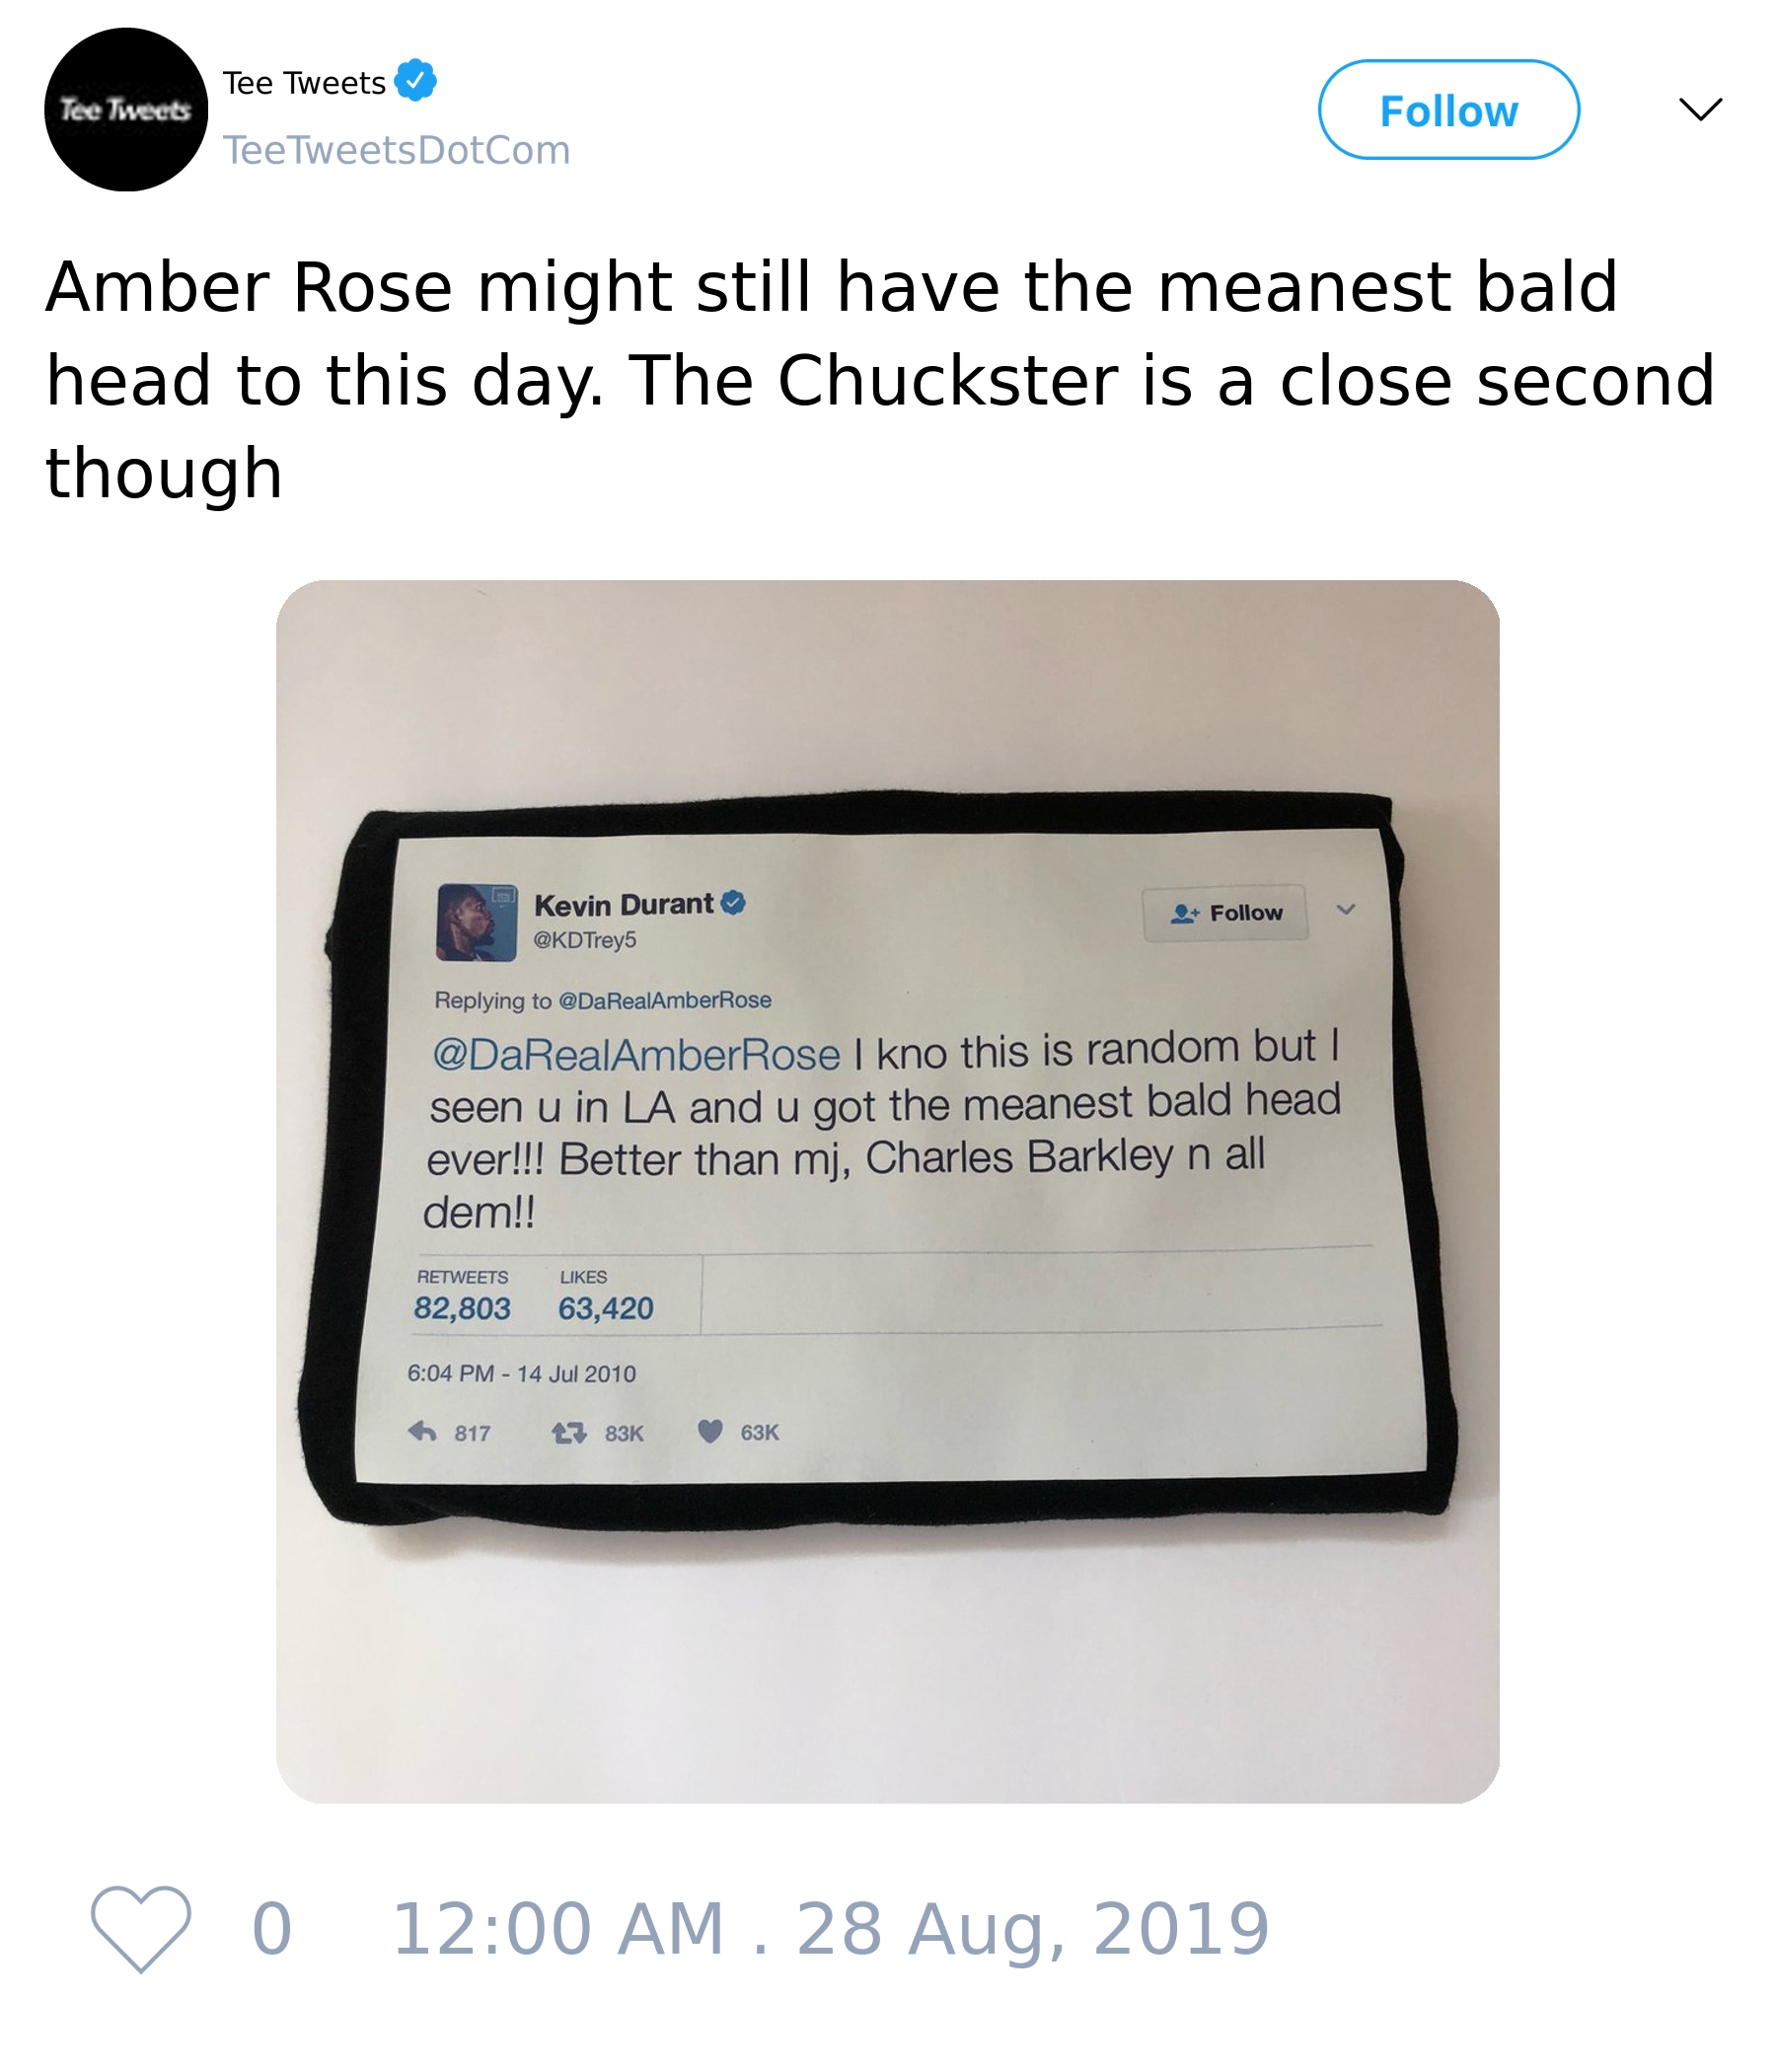 Tee Tweets
Tee Tweets
TeeTweetsDotCom
Follow
Amber Rose might still have the meanest bald
head to this day. The Chuckster is a close second
though
Kevin Durant
@KDTrey5
Follow
Replying to @DaRealAmberRose
@DaRealAmberRose I kno this is random but I
seen u in LA and u got the meanest bald head
ever!!! Better than mj, Charles Barkley n all
dem!!
RETWEETS LIKES
82,803 63,420
6:04 PM - 14 Jul 2010
817 83K 63K
0 12:00 AM . 28 Aug, 2019